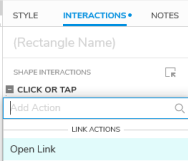 STYLE INTERACTIONS NOTES
(Rectangle Name)
SHAPE INTERACTIONS
CLICK OR TAP
Add Action
LINK ACTIONS
Open Link